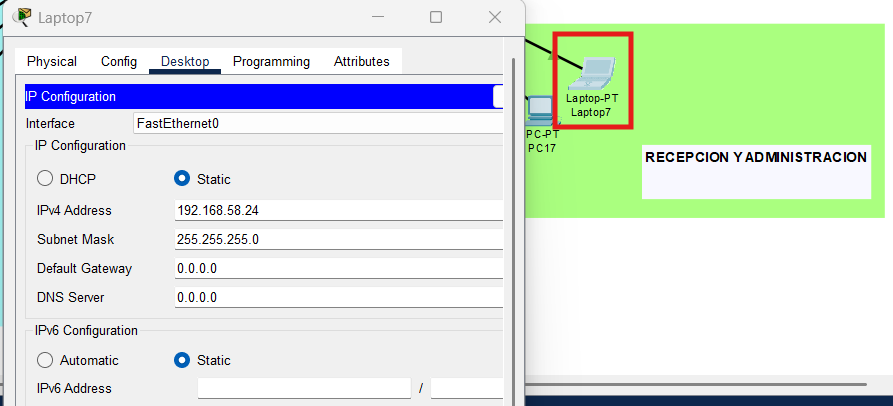 Laptop7
Physical Config Desktop Programming Attributes
IP Configuration
Interface FastEthernet0
IP Configuration
DHCP Static
IPv4 Address 192.168.58.24
Subnet Mask 255.255.255.0
Default Gateway 0.0.0.0
DNS Server 0.0.0.0
IPv6 Configuration
Automatic Static
IPv6 Address /
Laptop-PT
Laptop7
PC-PT
PC17
RECEPCION Y ADMINISTRACION